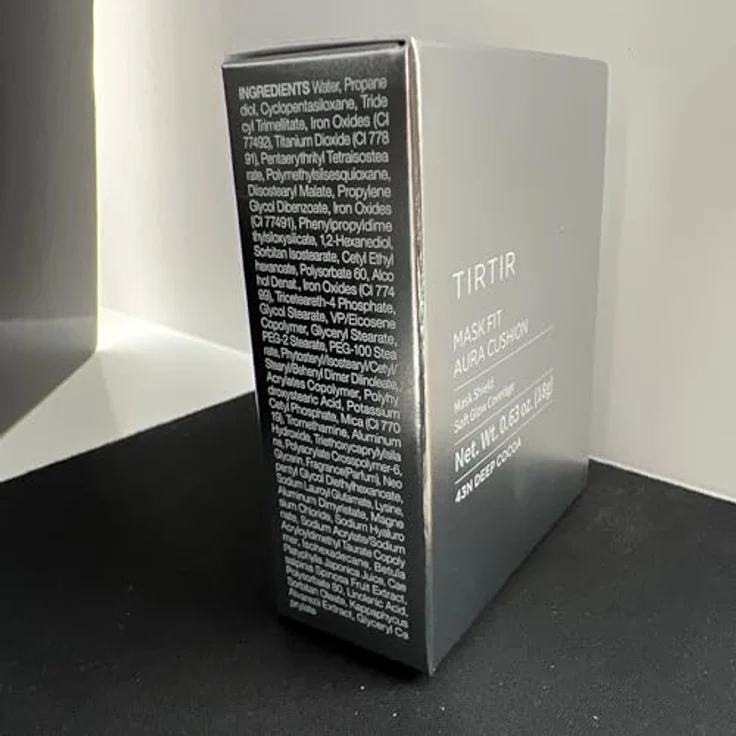 INGREDIENTS Water, Propane
diol, Cyclopentasiloxane, Tride
cyl Trimellitate, Iron Oxides (CI
77492), Titanium Dioxide (CI 778
91), Pentaerythrityl Tetraisostea
rate, Polymethylsilsesquioxane,
Diisostearyl Malate, Propylene
Glycol Dibenzoate, Iron Oxides
(CI 77491), Phenylpropyldime
thylsiloxysilicate, 1,2-Hexanediol,
Sorbitan Isostearate, Cetyl Ethyl
hexanoate, Polysorbate 60, Alco
hol Denat., Iron Oxides (CI 774
99), Triceteareth-4 Phosphate,
Glycol Stearate, VP/Eicosene
Copolymer, Glyceryl Stearate,
PEG-2 Stearate, PEG-100 Stea
rate, Phytosteryl/Isostearyl/Cetyl/
Stearyl/Behenyl Dimer Dilinoleate,
Acrylates Copolymer, Polyhy
droxystearic Acid, Potassium
Cetyl Phosphate, Mica (CI 770
19), Tromethamine, Aluminum
Hydroxide, Triethoxycaprylylsila
ne, Polyacrylate Crosspolymer-6,
Glycerin, Fragrance(Parfum), Neo
pentyl Glycol Diethylhexanoate,
Sodium Lauroyl Glutamate, Lysine,
Aluminum Dimyristate, Magne
sium Chloride, Sodium Hyaluro
nate, Sodium Acrylate/Sodium
Acryloyldimethyl Taurate Copoly
mer, Isohexadecane, Betula
Platyphylla Japonica Juice, Cae
salpinia Spinosa Fruit Extract,
Polysorbate 80, Linolenic Acid,
Sorbitan Oleate, Kappaphycus
Alvarezii Extract, Glyceryl Ca
prylate
TIRTIR
MASK FIT
AURA CUSHION
Mask Shield
Soft Glow Coverage
Net. Wt. 0.63 oz. (18g)
43N DEEP COCOA